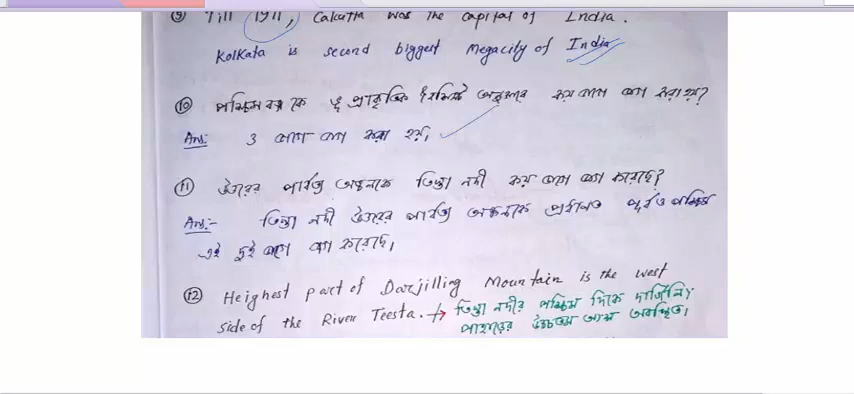 ⑨ Till 1911, Calcutta was the capital of India.
Kolkata is second biggest Megacity of India
⑩ পশ্চিমবঙ্গ কে প্রাকৃতিক বৈশিষ্ট্য অনুসারে কয় ভাগে ভাগ করা হয়?
Ans: ৩ ভাগে ভাগ করা হয়।
⑪ উত্তরের পার্বত্য অঞ্চলকে তিস্তা নদী কয় ভাগে ভাগ করেছে?
Ans:- তিস্তা নদী উত্তরের পার্বত্য অঞ্চলকে প্রধানত পূর্ব ও পশ্চিম
এই দুই ভাগে ভাগ করেছে।
⑫ Heighest part of Darjilling Mountain is the west
side of the River Teesta. → তিস্তা নদীর পশ্চিম দিকে দার্জিলিং
পাহাড়ের উচ্চতম অংশ অবস্থিত।